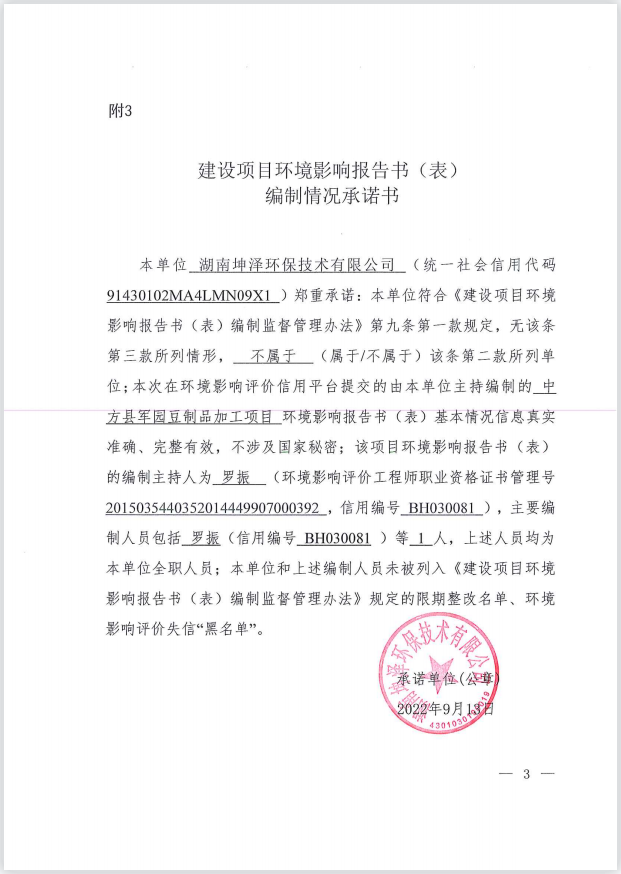 附3
建设项目环境影响报告书（表）
编制情况承诺书
本单位 湖南坤泽环保技术有限公司 （统一社会信用代码
91430102MA4LMN09X1 ）郑重承诺：本单位符合《建设项目环境
影响报告书（表）编制监督管理办法》第九条第一款规定，无该条
第三款所列情形， 不属于 （属于/不属于）该条第二款所列单
位；本次在环境影响评价信用平台提交的由本单位主持编制的 中
方县军园豆制品加工项目 环境影响报告书（表）基本情况信息真实
准确、完整有效，不涉及国家秘密；该项目环境影响报告书（表）
的编制主持人为 罗振 （环境影响评价工程师职业资格证书管理号
2015035440352014449907000392 ，信用编号 BH030081 ），主要编
制人员包括 罗振（信用编号 BH030081 ）等 1 人，上述人员均为
本单位全职人员；本单位和上述编制人员未被列入《建设项目环境
影响报告书（表）编制监督管理办法》规定的限期整改名单、环境
影响评价失信“黑名单”。
湖南坤泽环保技术有限公司
承诺单位(公章)
2022年9月13日
— 3 —